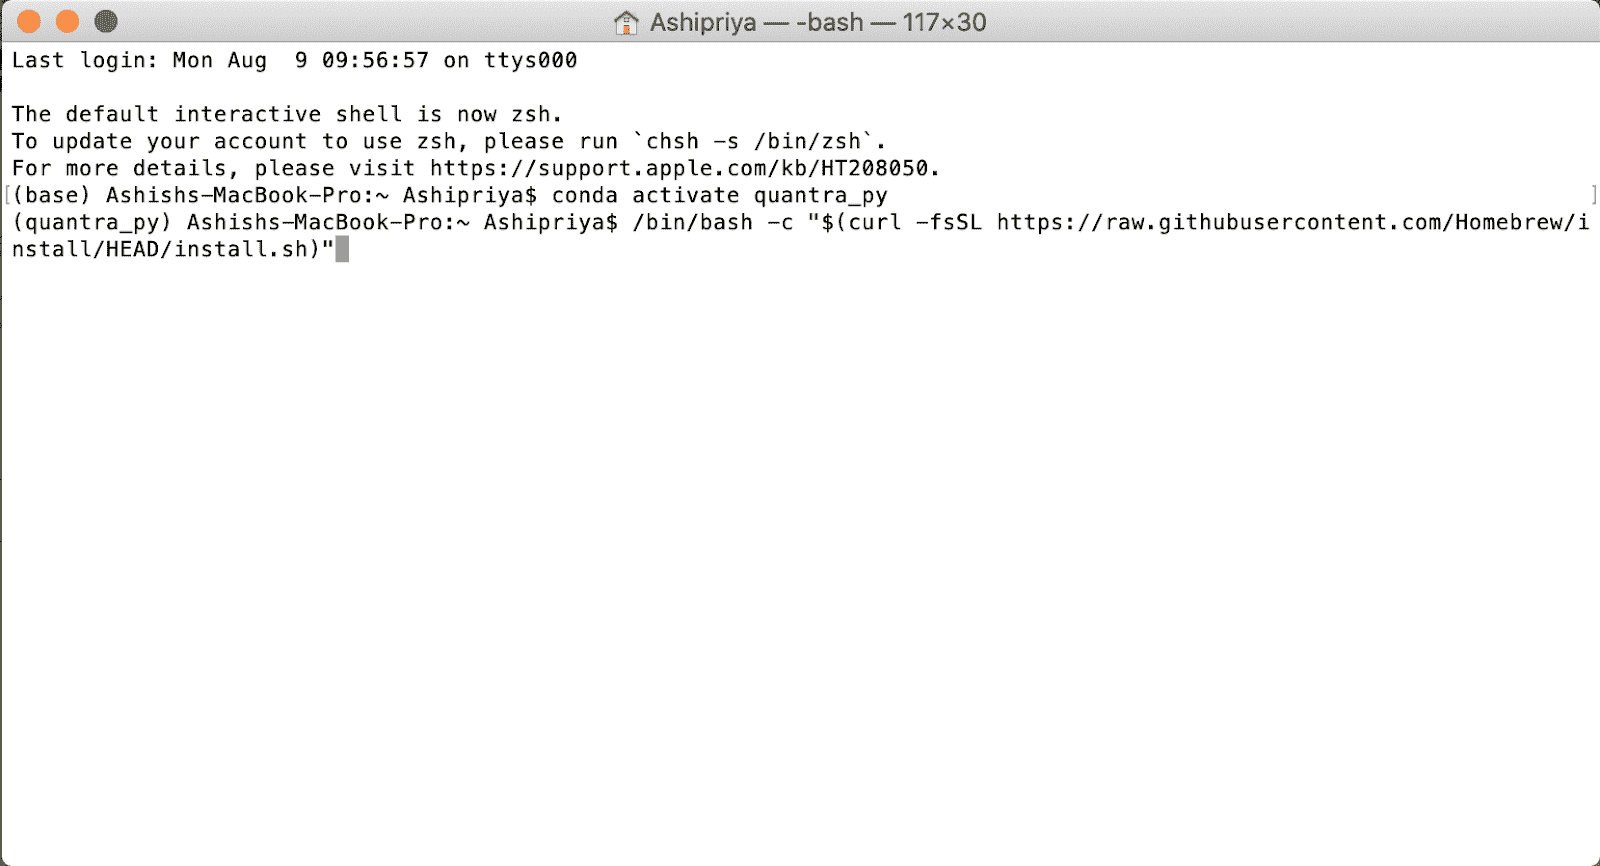 Ashipriya — -bash — 117×30
Last login: Mon Aug  9 09:56:57 on ttys000
The default interactive shell is now zsh.
To update your account to use zsh, please run `chsh -s /bin/zsh`.
For more details, please visit https://support.apple.com/kb/HT208050.
[(base) Ashishs-MacBook-Pro:~ Ashipriya$ conda activate quantra_py ]
(quantra_py) Ashishs-MacBook-Pro:~ Ashipriya$ /bin/bash -c "$(curl -fsSL https://raw.githubusercontent.com/Homebrew/i
nstall/HEAD/install.sh)"